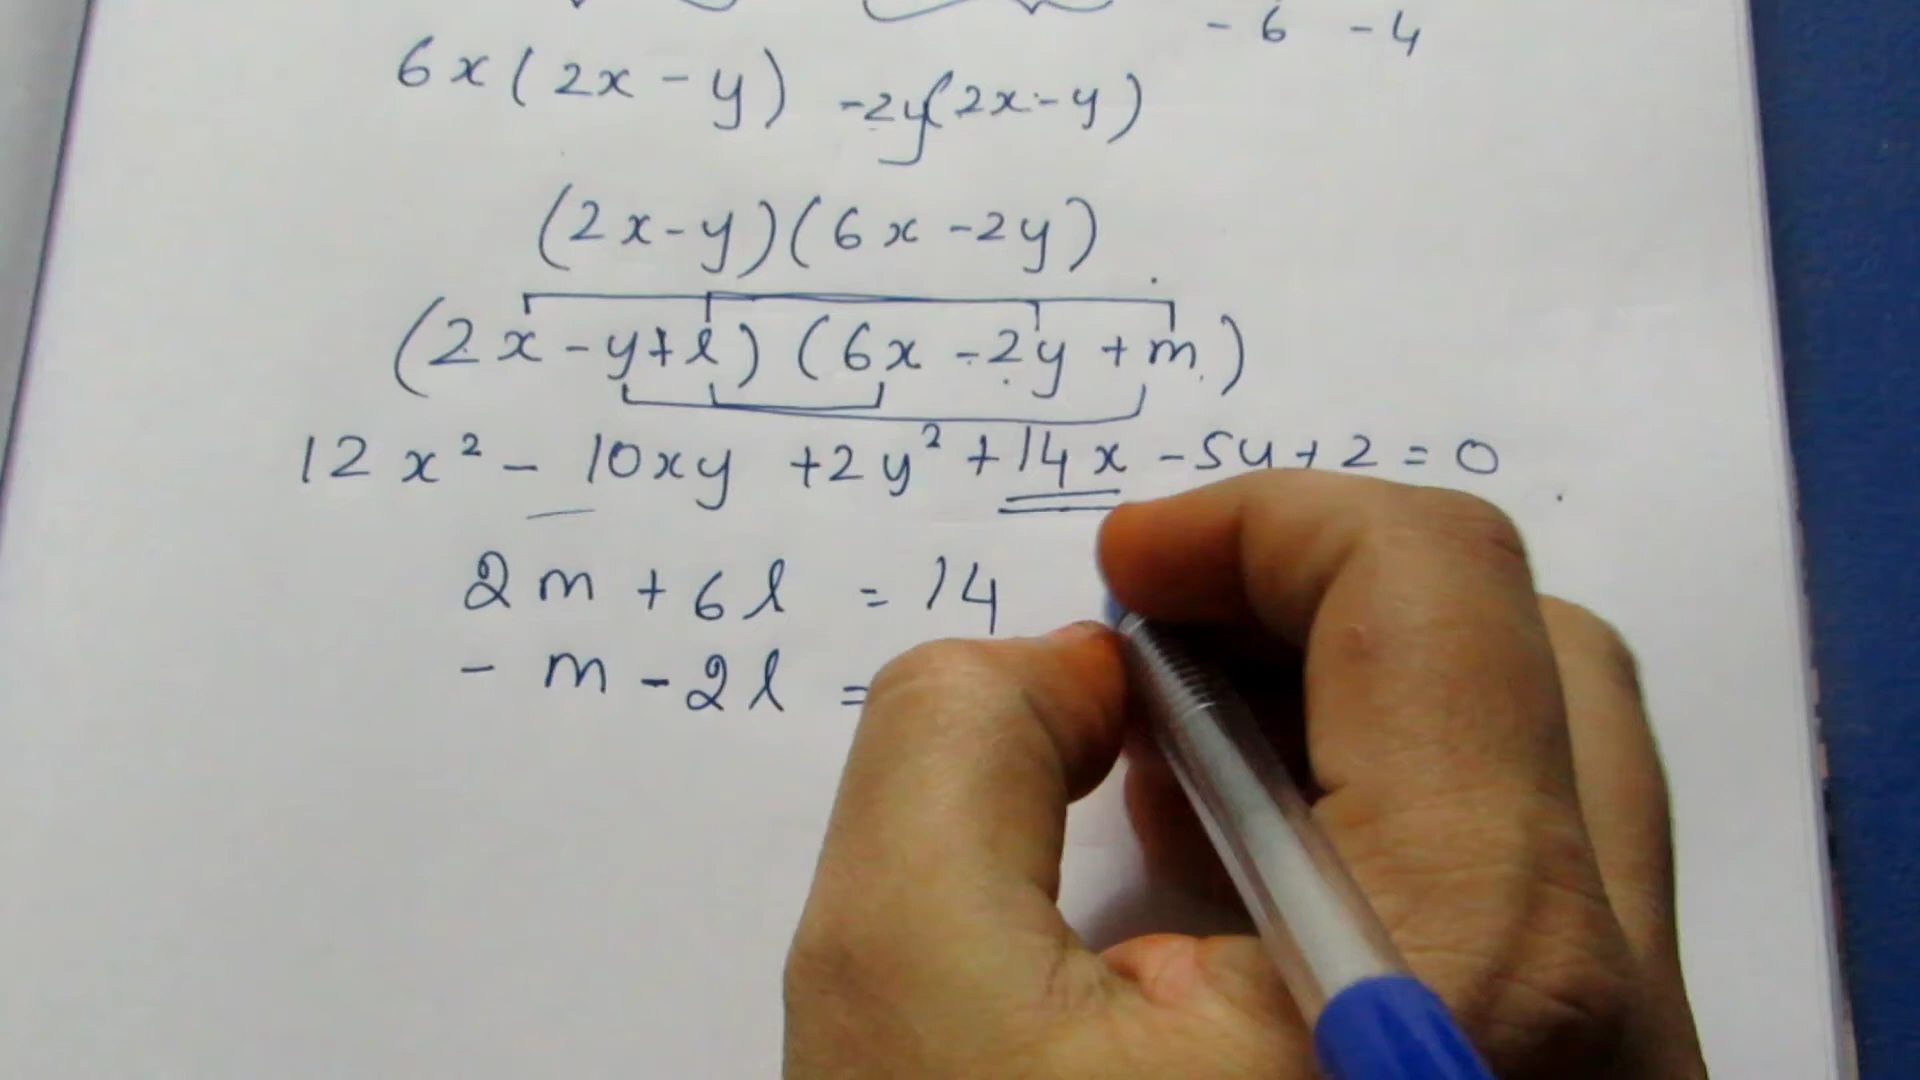 - 6 - 4
6x(2x - y) -2y(2x - y)
(2x - y)(6x - 2y)
(2x - y + l) (6x - 2y + m)
12x² - 10xy + 2y² + 14x - 5y + 2 = 0
2m + 6l = 14
- m - 2l =